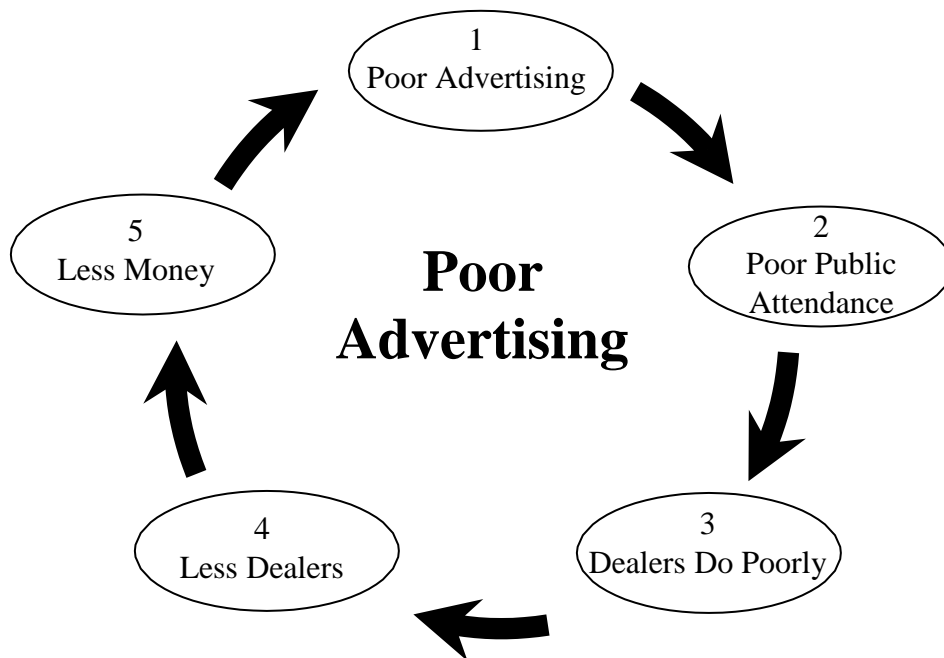 1
Poor Advertising
2
Poor Public
Attendance
3
Dealers Do Poorly
4
Less Dealers
5
Less Money
Poor
Advertising